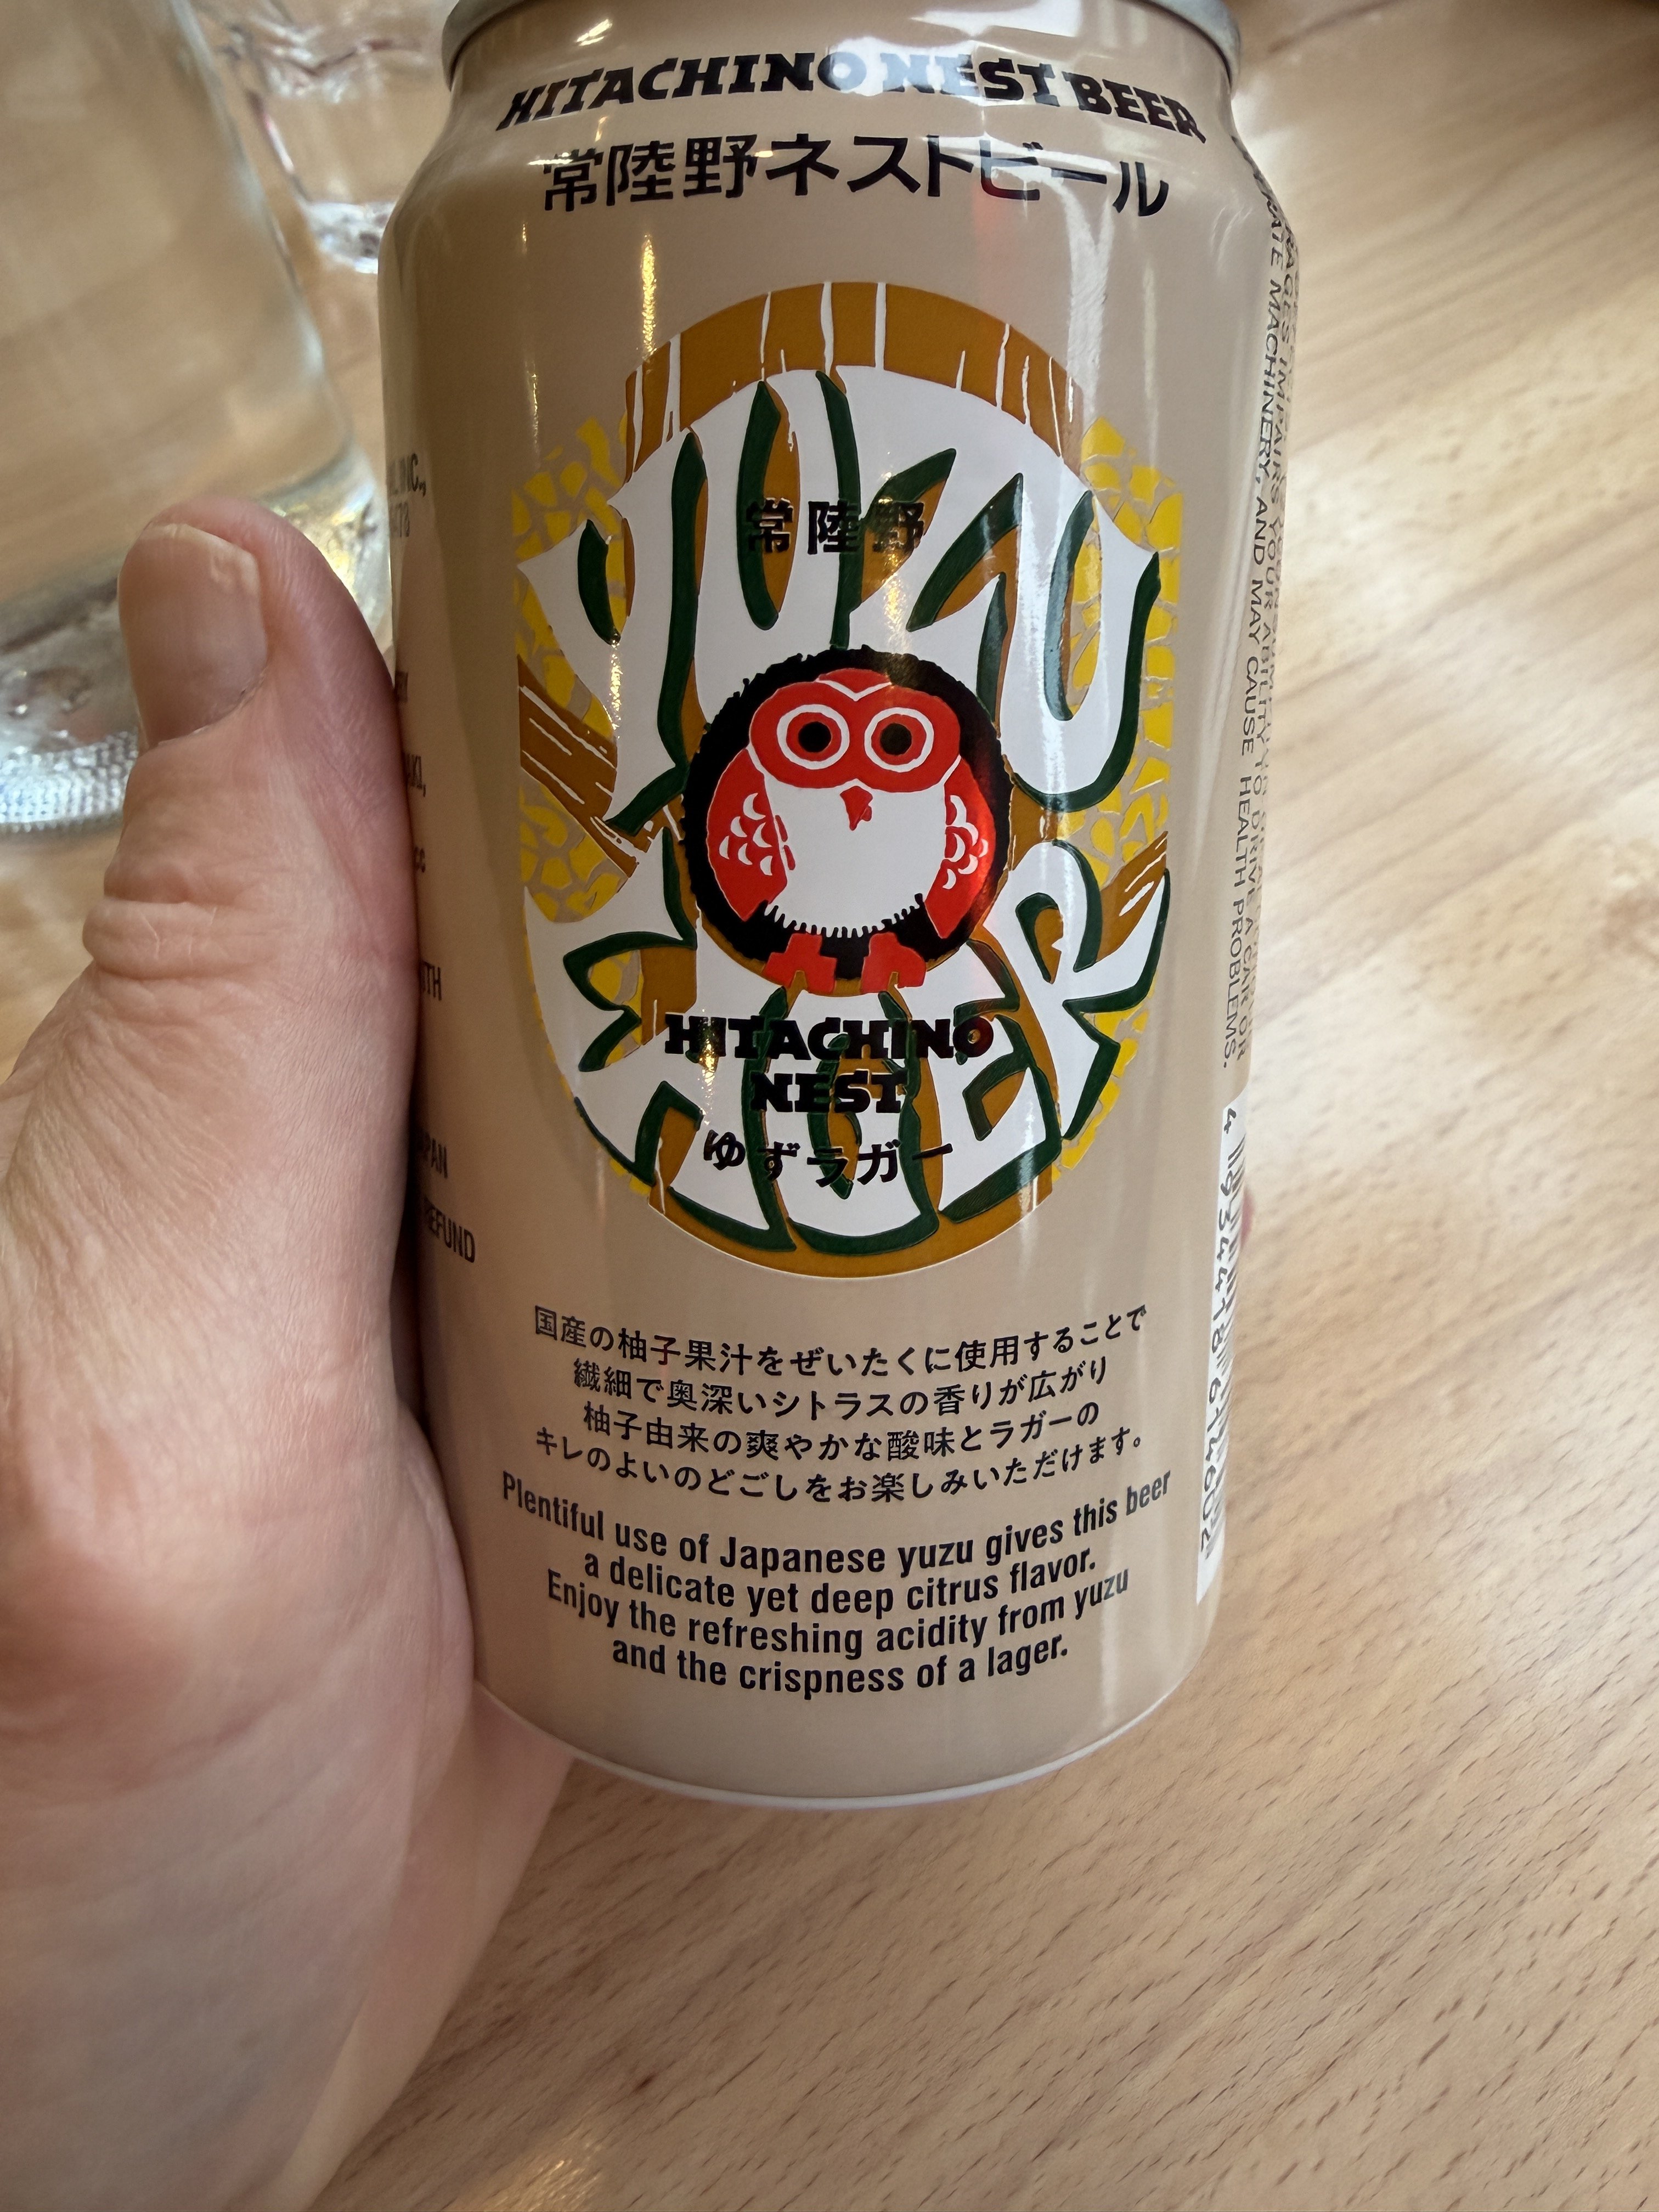 HITACHINO NEST BEER
常陸野ネストビール
YUZU
常陸野
LAGER
HITACHINO
NEST
ゆずラガー
国産の柚子果汁をぜいたくに使用することで
繊細で奥深いシトラスの香りが広がり
柚子由来の爽やかな酸味とラガーの
キレのよいのどごしをお楽しみいただけます。
Plentiful use of Japanese yuzu gives this beer
a delicate yet deep citrus flavor.
Enjoy the refreshing acidity from yuzu
and the crispness of a lager.
INC.,
REFUND
IMPAIRS YOUR ABILITY TO DRIVE A CAR OR
MACHINERY, AND MAY CAUSE HEALTH PROBLEMS.